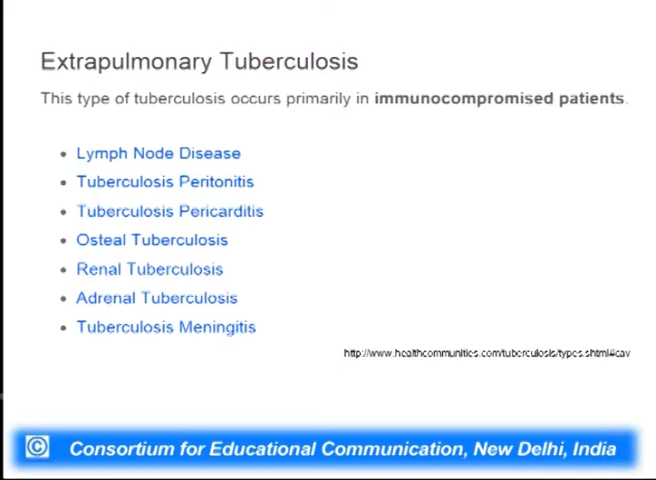 Extrapulmonary Tuberculosis
This type of tuberculosis occurs primarily in immunocompromised patients.
• Lymph Node Disease
• Tuberculosis Peritonitis
• Tuberculosis Pericarditis
• Osteal Tuberculosis
• Renal Tuberculosis
• Adrenal Tuberculosis
• Tuberculosis Meningitis
http://www.healthcommunities.com/tuberculosis/types.shtml#cav
© Consortium for Educational Communication, New Delhi, India